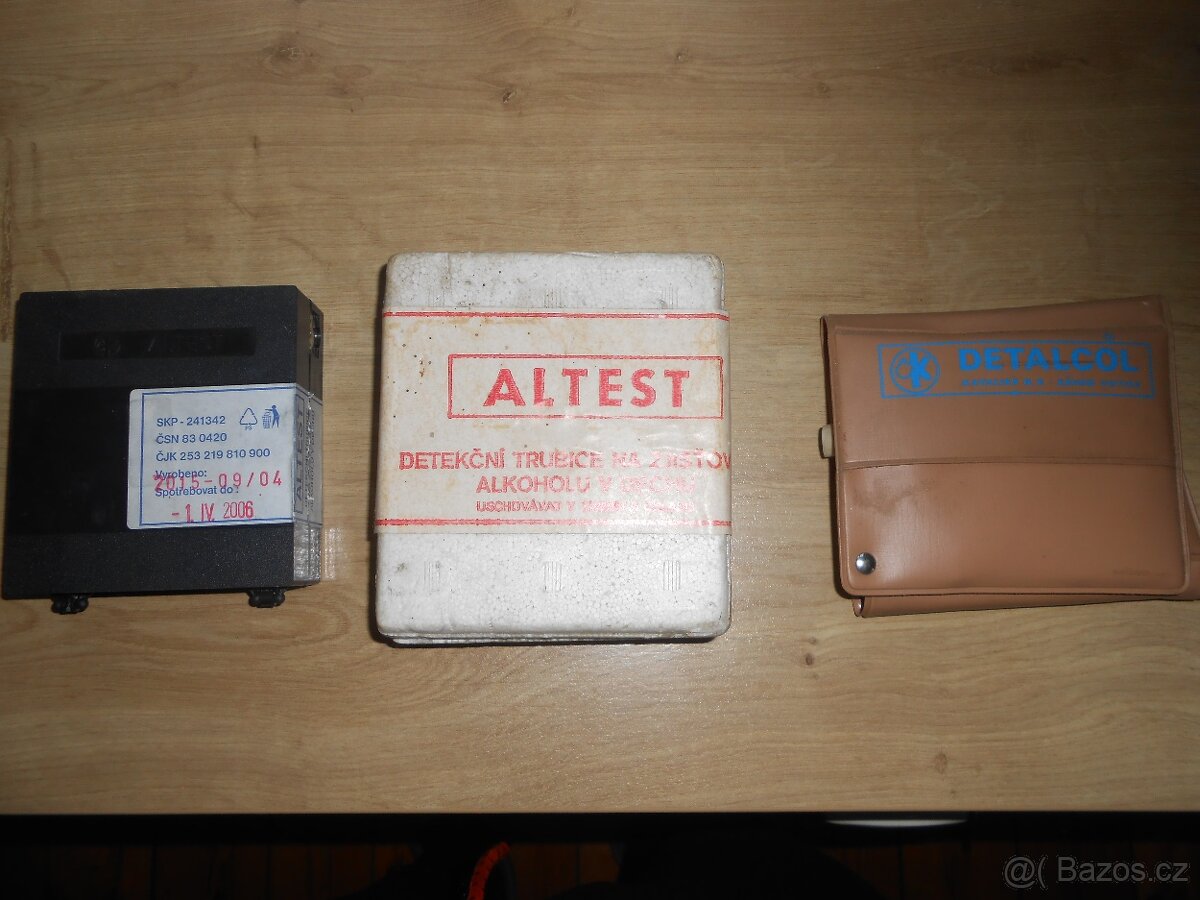 SKP - 241342
ČSN 83 0420
ČJK 253 219 810 900
Vyrobeno:
2015-09/04
Spotřebovat do:
-1. IV. 2006
ALTEST
ALTEST
DETEKČNÍ TRUBICE NA ZJIŠŤOV
ALKOHOLU V DECHU
USCHOVÁVAT V
DETALCOL
@( Bazos.cz